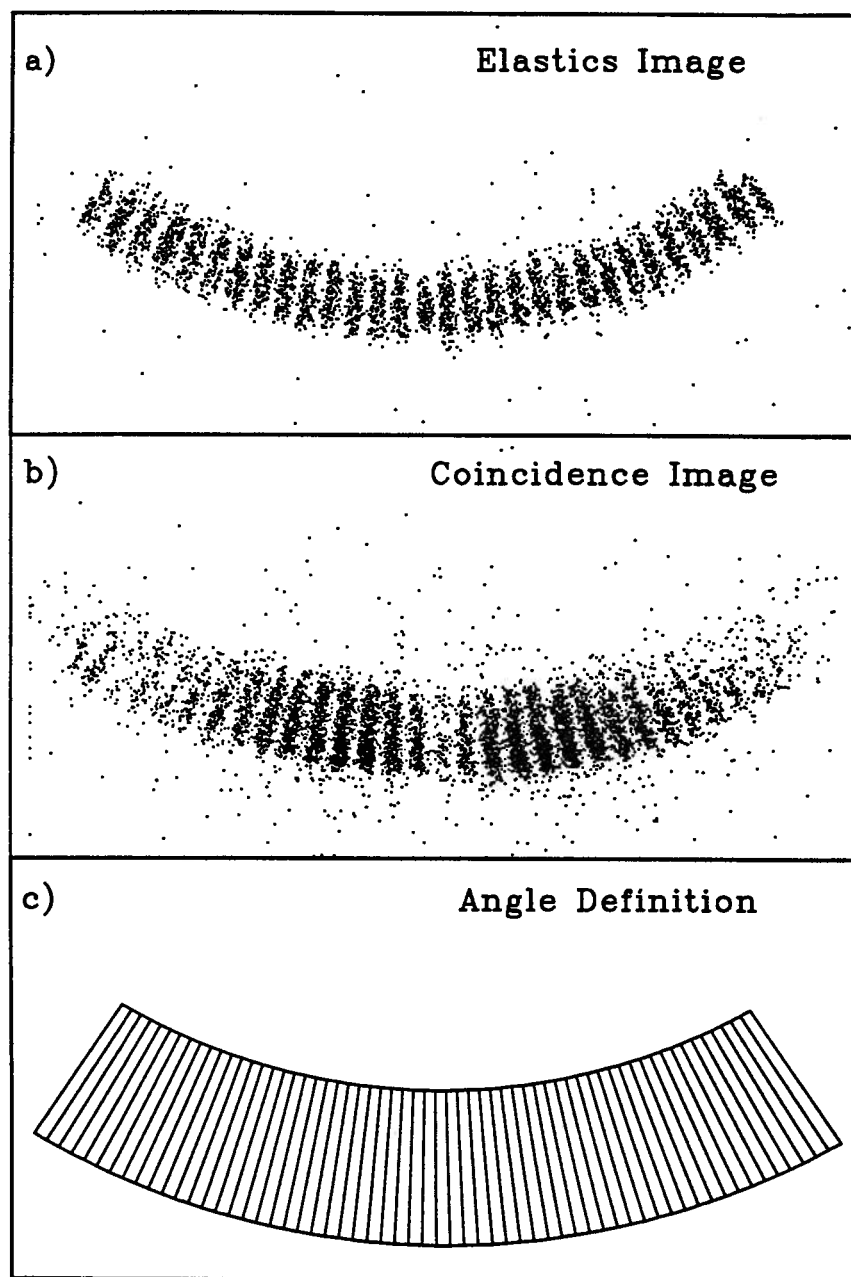 a)
Elastics Image
b)
Coincidence Image
c)
Angle Definition